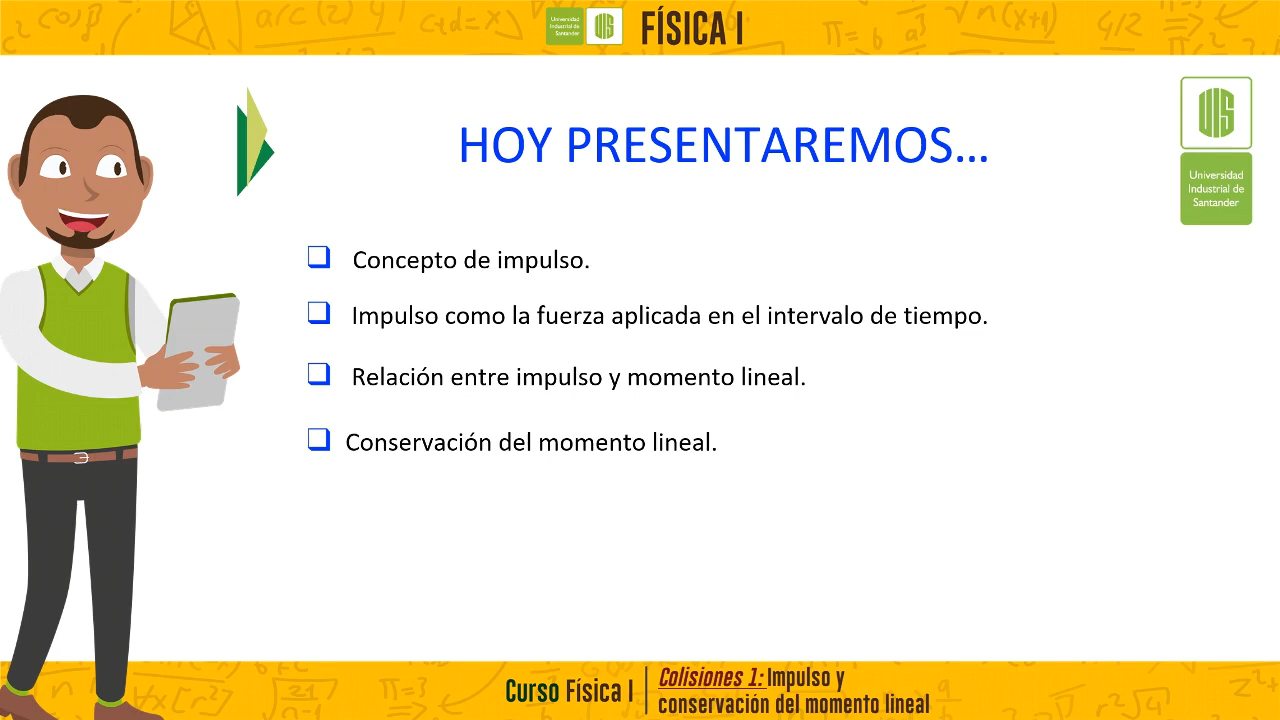 Universidad
Industrial de
Santander
FÍSICA I
UIS
Universidad
Industrial de
Santander
HOY PRESENTAREMOS...
Concepto de impulso.
Impulso como la fuerza aplicada en el intervalo de tiempo.
Relación entre impulso y momento lineal.
Conservación del momento lineal.
Curso Física I
Colisiones 1: Impulso y
conservación del momento lineal